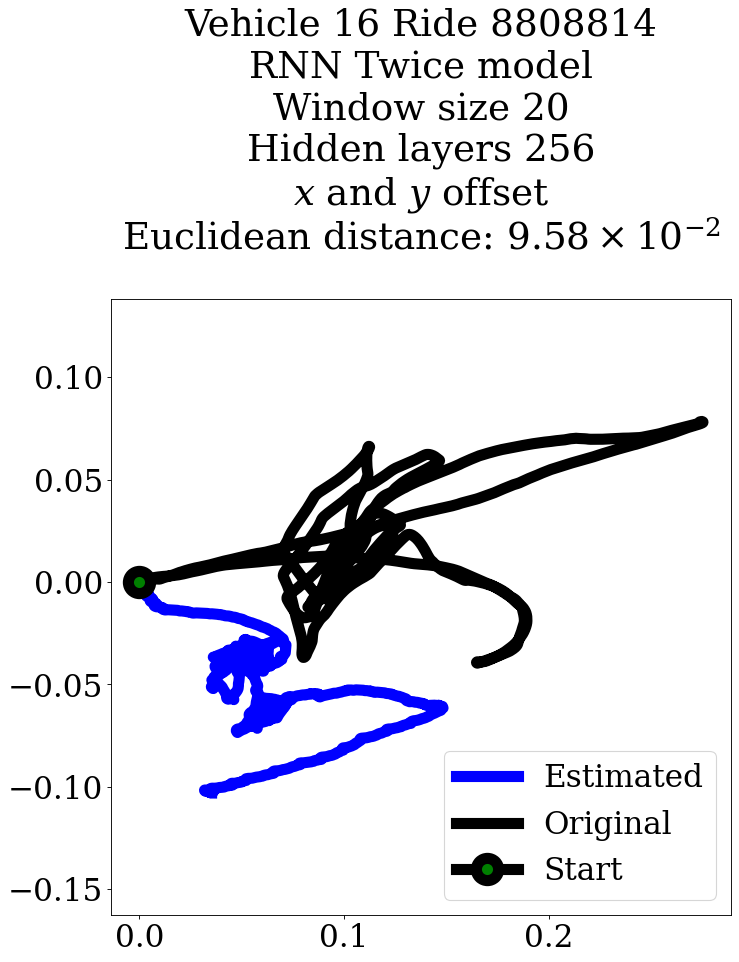 Vehicle 16 Ride 8808814
RNN Twice model
Window size 20
Hidden layers 256
x and y offset
Euclidean distance: 9.58 × 10⁻²
0.10
0.05
0.00
−0.05
−0.10
−0.15
Estimated
Original
Start
0.0 0.1 0.2